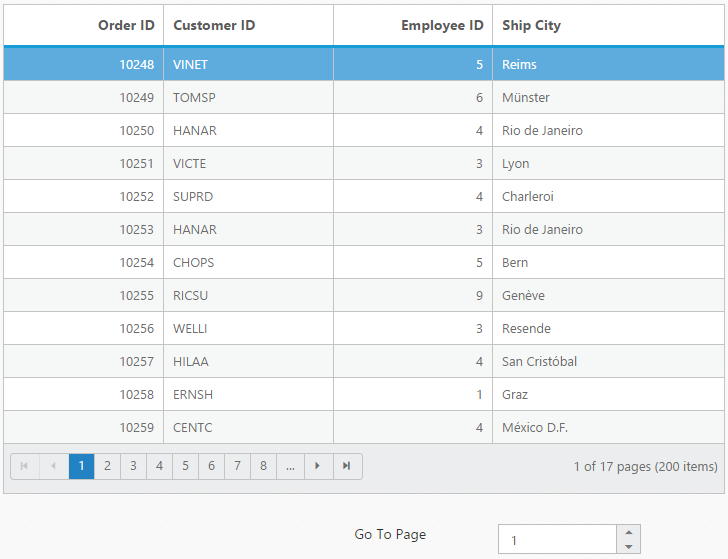 Order ID Customer ID Employee ID Ship City
10248 VINET 5 Reims
10249 TOMSP 6 Münster
10250 HANAR 4 Rio de Janeiro
10251 VICTE 3 Lyon
10252 SUPRD 4 Charleroi
10253 HANAR 3 Rio de Janeiro
10254 CHOPS 5 Bern
10255 RICSU 9 Genève
10256 WELLI 3 Resende
10257 HILAA 4 San Cristóbal
10258 ERNSH 1 Graz
10259 CENTC 4 México D.F.
1 2 3 4 5 6 7 8 ... 1 of 17 pages (200 items)
Go To Page 1